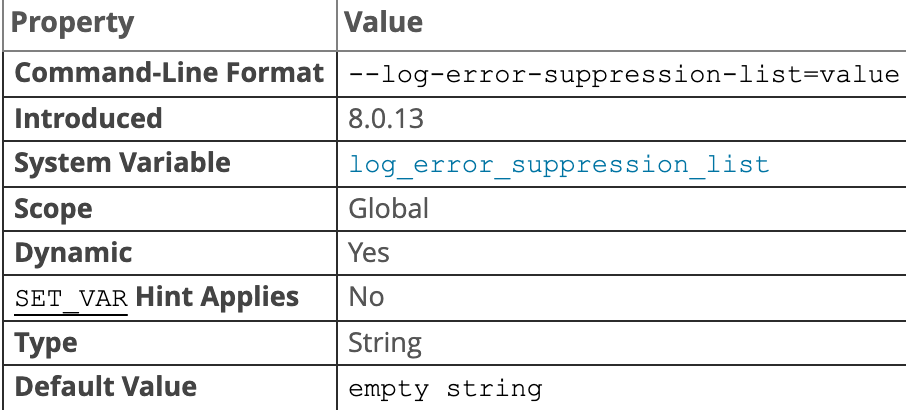 Property Value
Command-Line Format --log-error-suppression-list=value
Introduced 8.0.13
System Variable log_error_suppression_list
Scope Global
Dynamic Yes
SET_VAR Hint Applies No
Type String
Default Value empty string